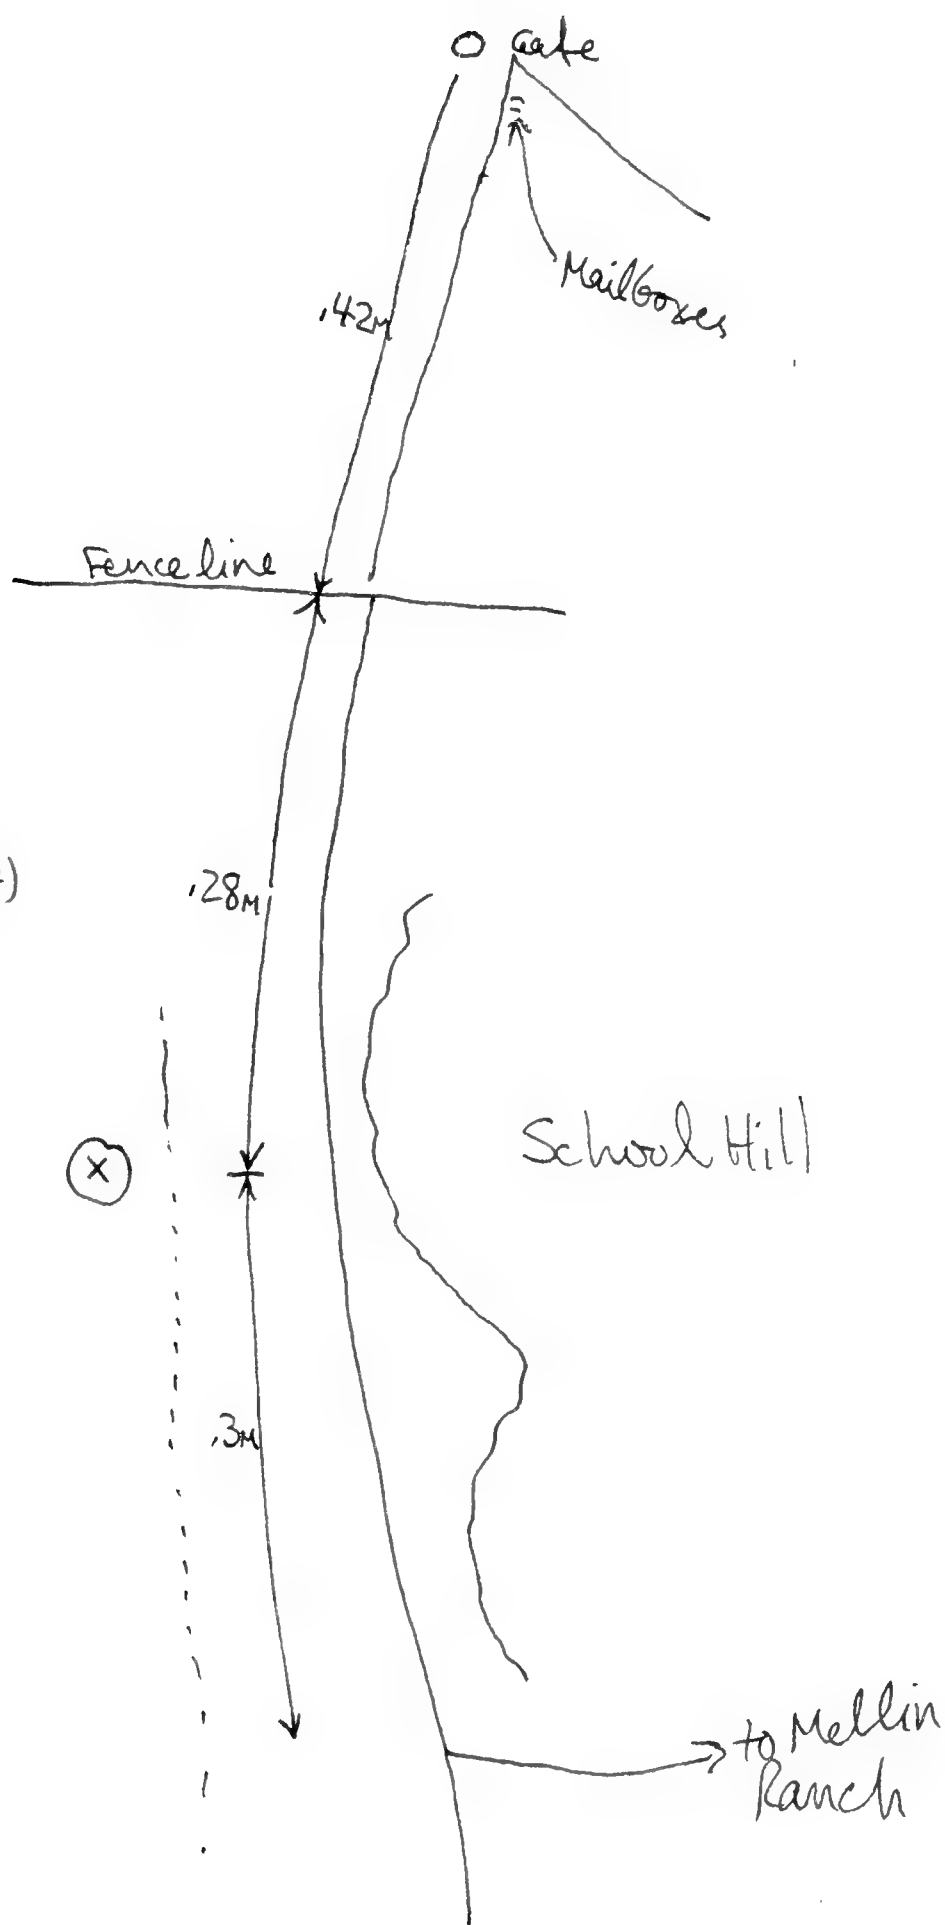 Gate
Mailboxes
.42M
Fence line
.28M
)
School Hill
X
.3M
to Mellin
Ranch